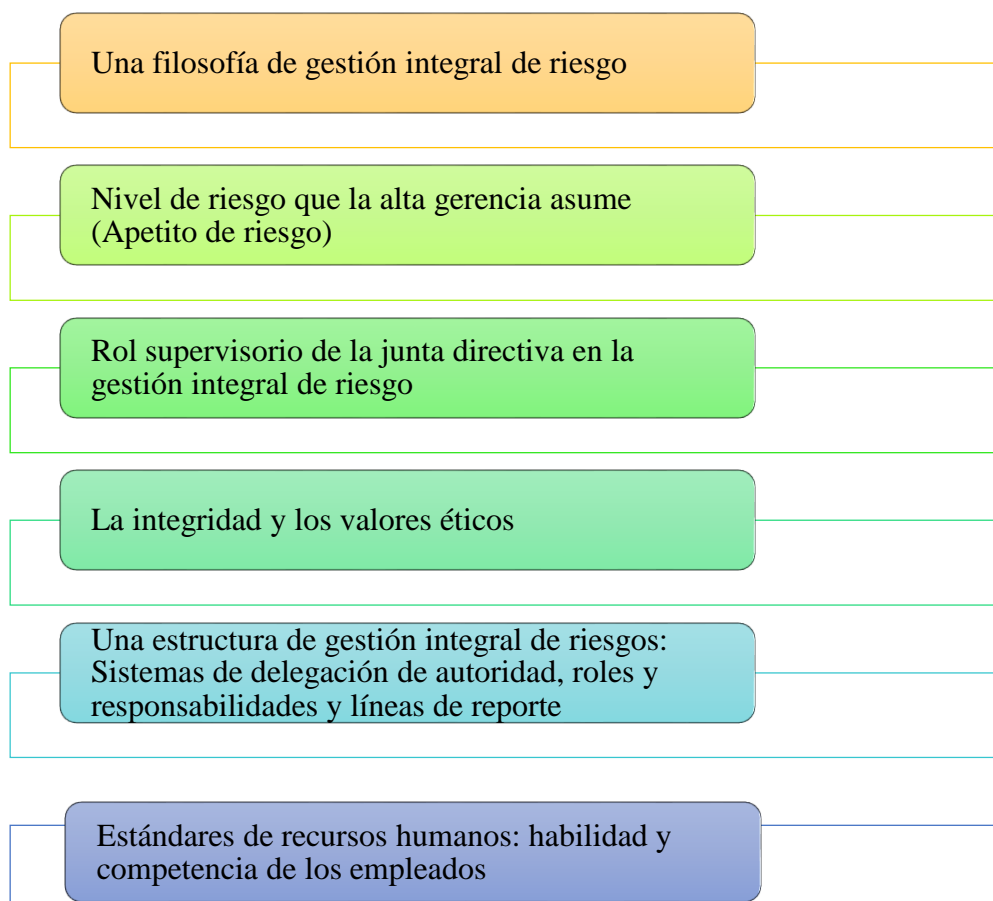 Una filosofía de gestión integral de riesgo
Nivel de riesgo que la alta gerencia asume
(Apetito de riesgo)
Rol supervisorio de la junta directiva en la
gestión integral de riesgo
La integridad y los valores éticos
Una estructura de gestión integral de riesgos:
Sistemas de delegación de autoridad, roles y
responsabilidades y líneas de reporte
Estándares de recursos humanos: habilidad y
competencia de los empleados